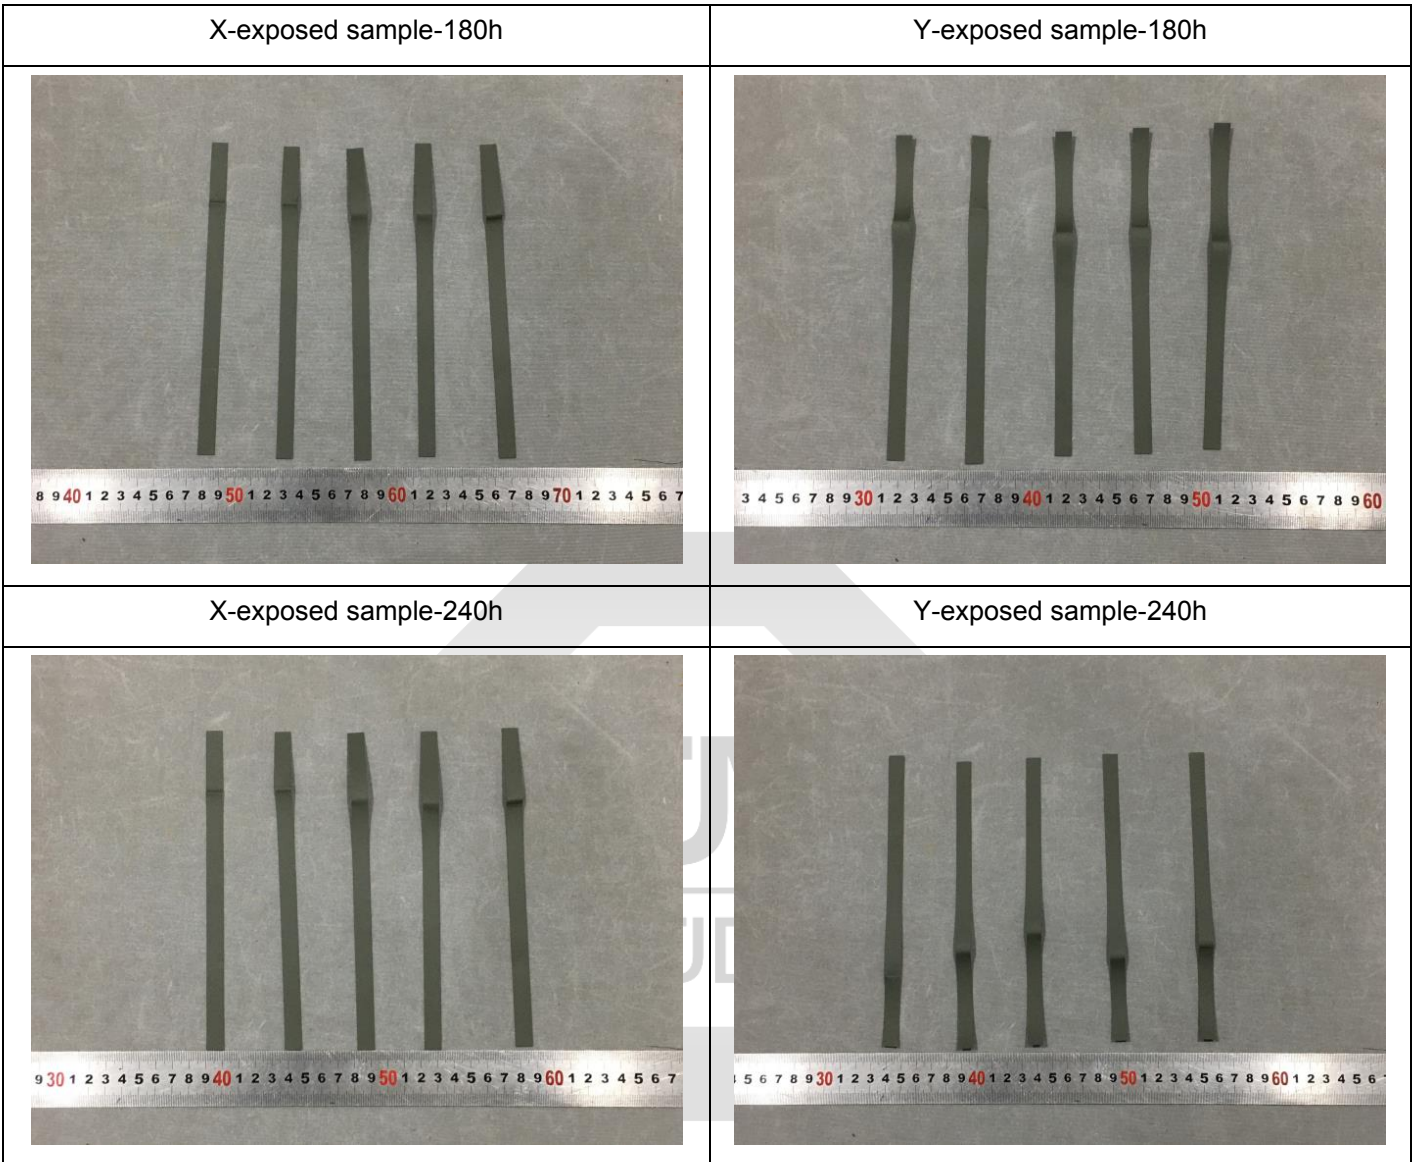 X-exposed sample-180h
Y-exposed sample-180h
8 9 40 1 2 3 4 5 6 7 8 9 50 1 2 3 4 5 6 7 8 9 60 1 2 3 4 5 6 7 8 9 70 1 2 3 4 5 6 7
3 4 5 6 7 8 9 30 1 2 3 4 5 6 7 8 9 40 1 2 3 4 5 6 7 8 9 50 1 2 3 4 5 6 7 8 9 60
X-exposed sample-240h
Y-exposed sample-240h
9 30 1 2 3 4 5 6 7 8 9 40 1 2 3 4 5 6 7 8 9 50 1 2 3 4 5 6 7 8 9 60 1 2 3 4 5 6 7
5 6 7 8 9 30 1 2 3 4 5 6 7 8 9 40 1 2 3 4 5 6 7 8 9 50 1 2 3 4 5 6 7 8 9 60 1 2 3 4 5 6